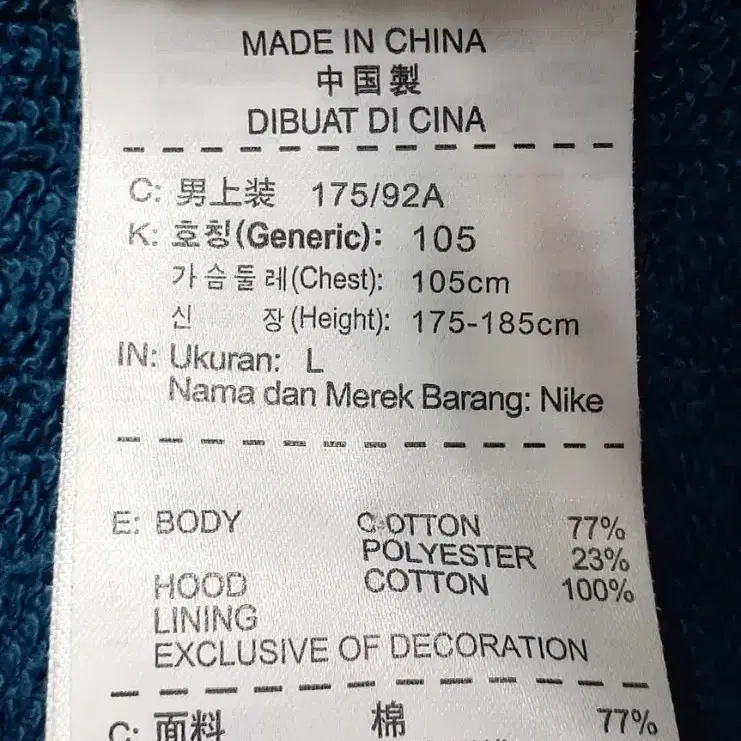 MADE IN CHINA
中国製
DIBUAT DI CINA
C: 男上装 175/92A
K: 호칭(Generic): 105
가슴둘레(Chest): 105cm
신 장(Height): 175-185cm
IN: Ukuran: L
Nama dan Merek Barang: Nike
E: BODY COTTON 77%
POLYESTER 23%
HOOD COTTON 100%
LINING
EXCLUSIVE OF DECORATION
C: 面料 棉 77%